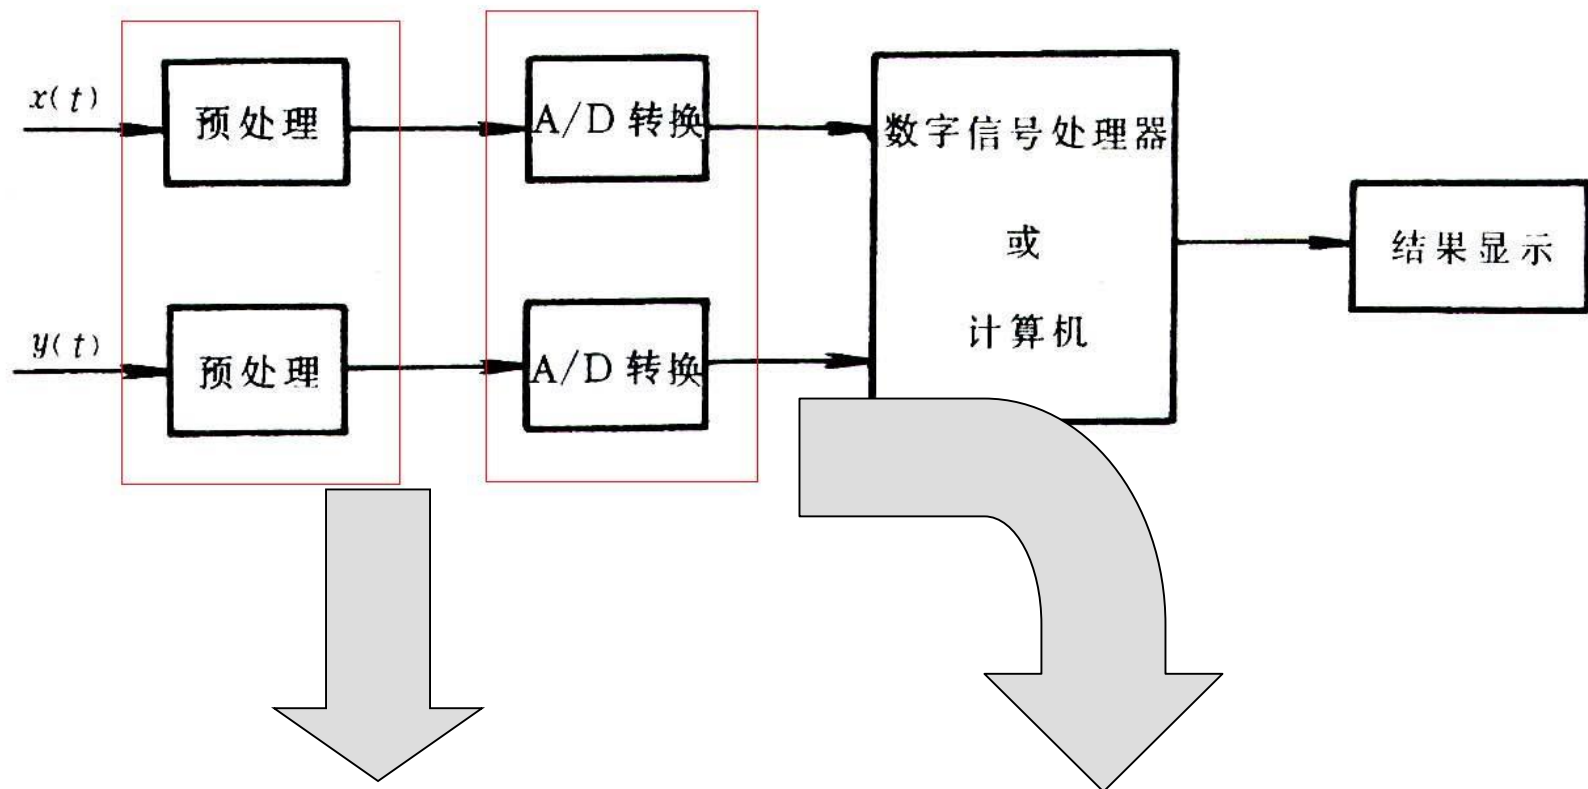 x(t)
预处理
A/D 转换
数字信号处理器
或
计算机
结果显示
y(t)
预处理
A/D 转换